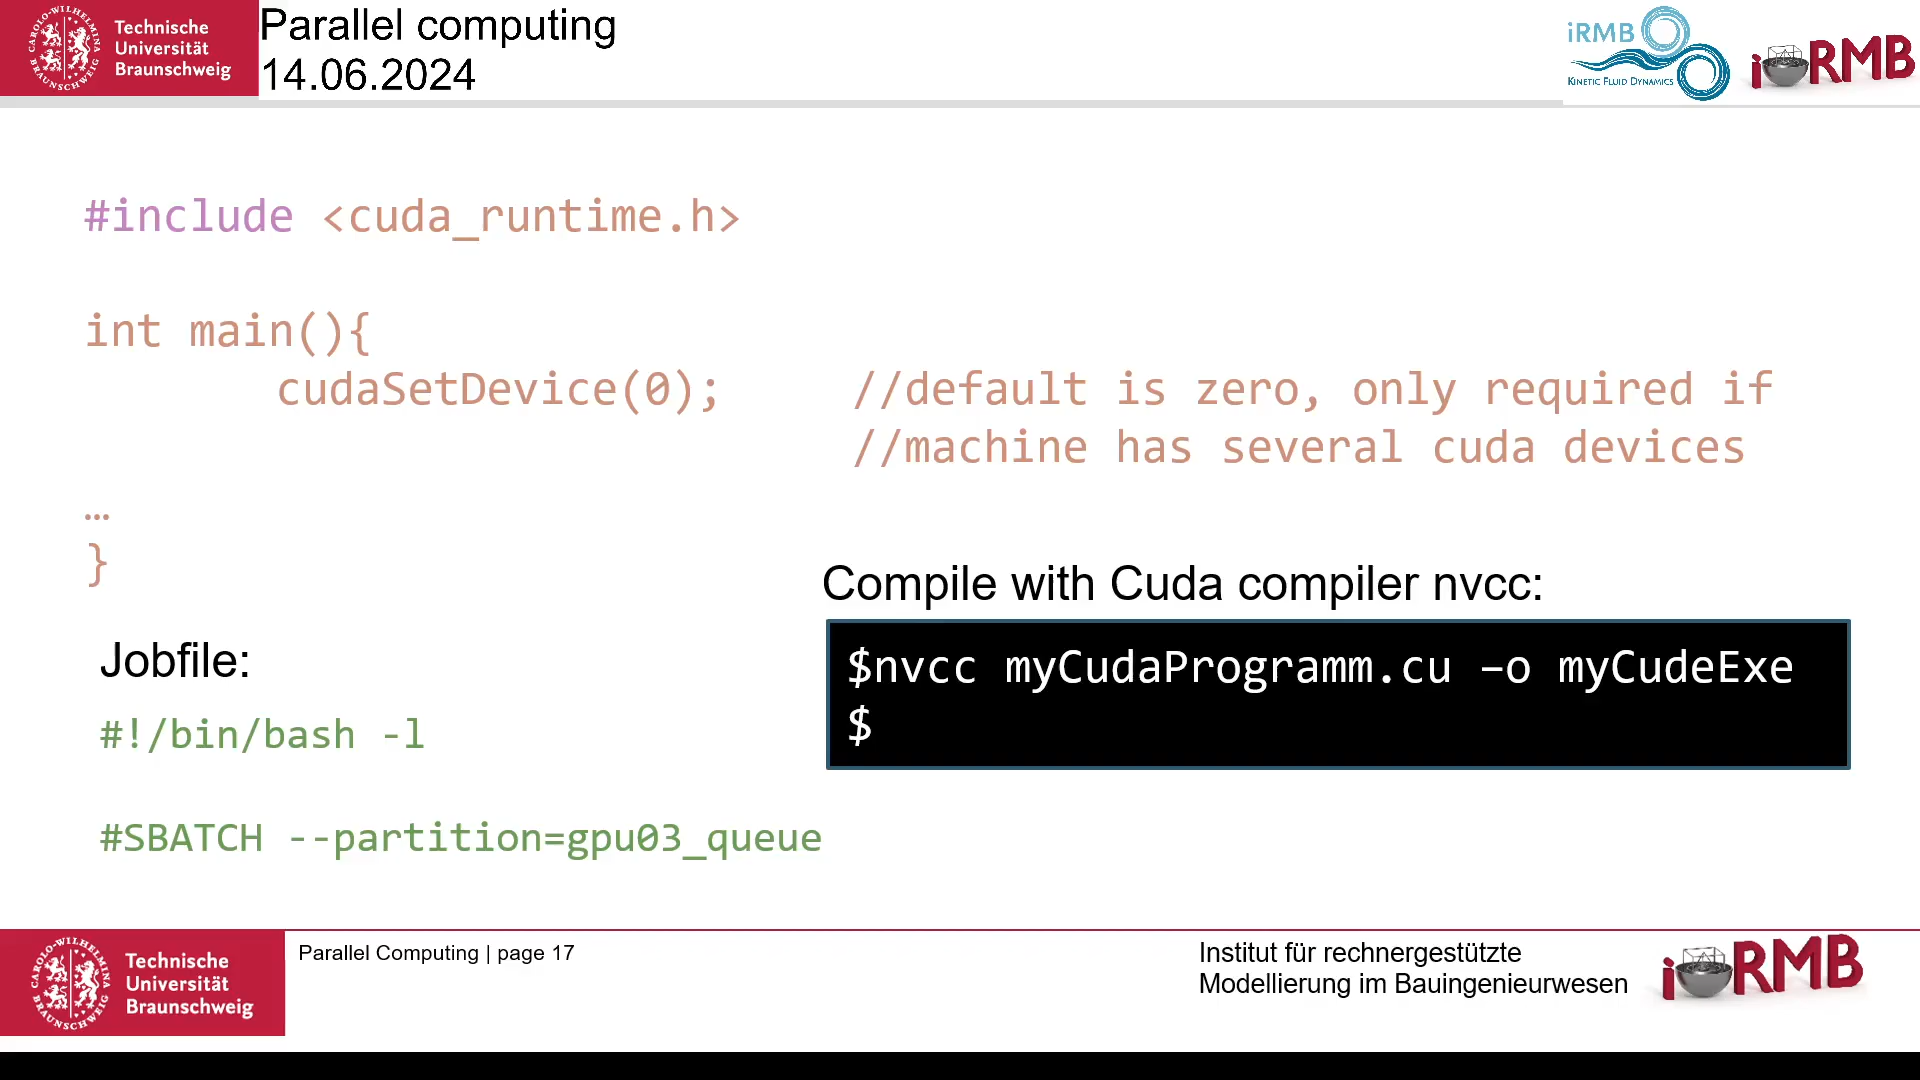 Technische
Universität
Braunschweig
Parallel computing
14.06.2024
iRMB
KINETIC FLUID DYNAMICS
iRMB
#include <cuda_runtime.h>
int main(){
cudaSetDevice(0); //default is zero, only required if
//machine has several cuda devices
…
}
Compile with Cuda compiler nvcc:
$nvcc myCudaProgramm.cu –o myCudeExe
$
Jobfile:
#!/bin/bash -l
#SBATCH --partition=gpu03_queue
Technische
Universität
Braunschweig
Parallel Computing | page 17
Institut für rechnergestützte
Modellierung im Bauingenieurwesen
iRMB